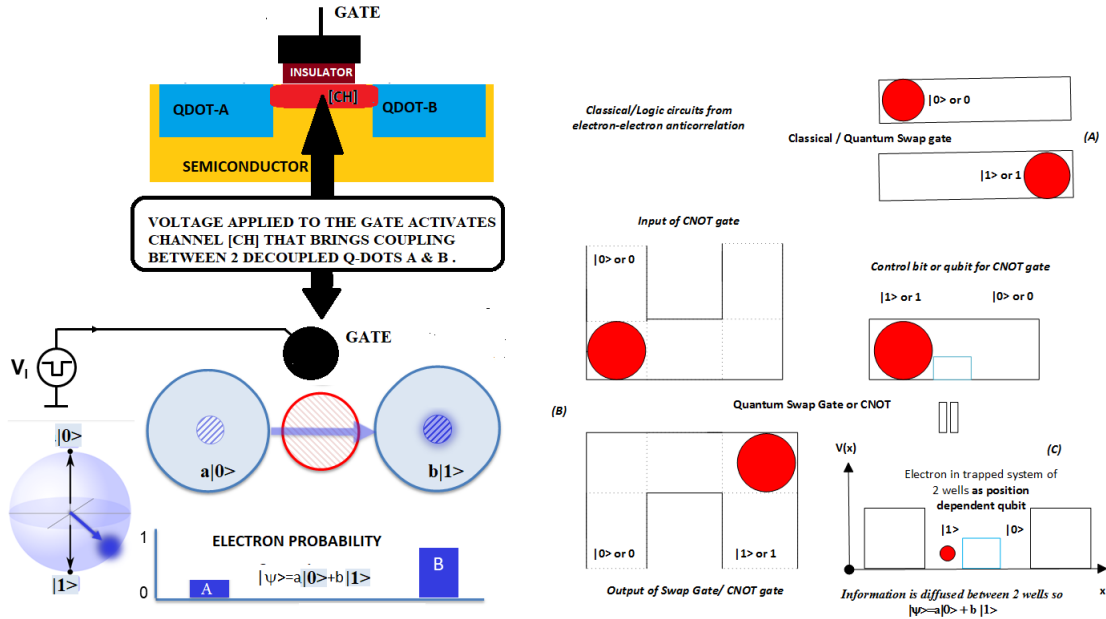 GATE
INSULATOR
[CH]
QDOT-A
QDOT-B
SEMICONDUCTOR
VOLTAGE APPLIED TO THE GATE ACTIVATES
CHANNEL [CH] THAT BRINGS COUPLING
BETWEEN 2 DECOUPLED Q-DOTS A & B .
GATE
V_I
|0>
|1>
a|0>
b|1>
1
0
ELECTRON PROBABILITY
|ψ>=a|0>+b|1>
A
B
Classical/Logic circuits from
electron-electron anticorrelation
|0> or 0
Classical / Quantum Swap gate
(A)
|1> or 1
Input of CNOT gate
|0> or 0
Control bit or qubit for CNOT gate
|1> or 1
|0> or 0
(B)
Quantum Swap Gate or CNOT
|0> or 0
|1> or 1
Output of Swap Gate/ CNOT gate
(C)
V(x)
Electron in trapped system of
2 wells as position
dependent qubit
|1>
|0>
x
Information is diffused between 2 wells so
|ψ>=a|0> + b |1>